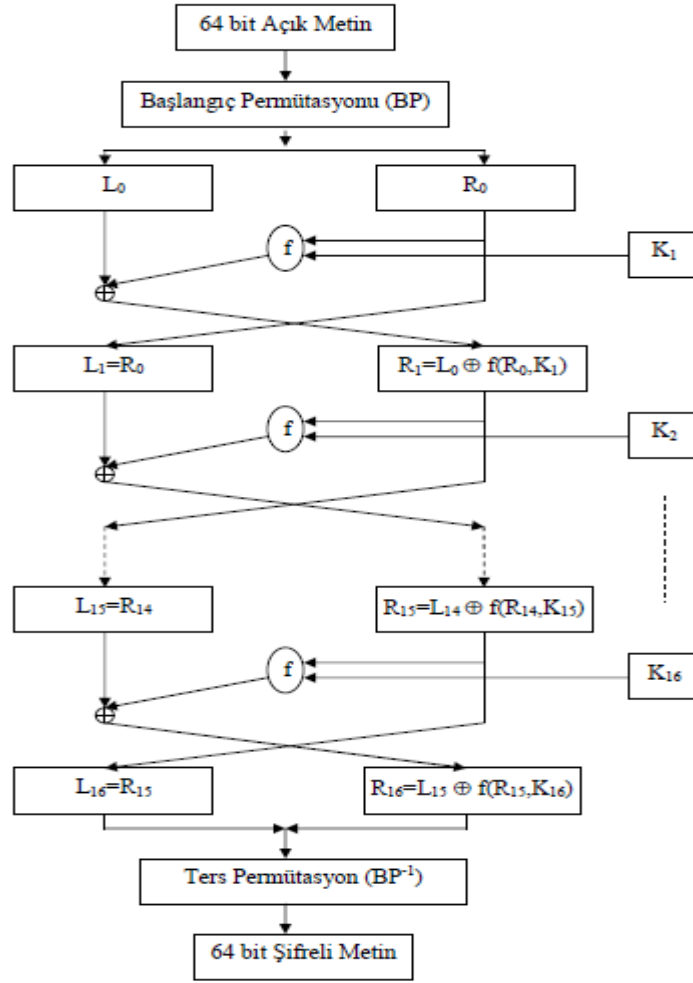 64 bit Açık Metin
Başlangıç Permütasyonu (BP)
L₀
R₀
f
K₁
⊕
L₁=R₀
R₁=L₀ ⊕ f(R₀,K₁)
f
K₂
⊕
L₁₅=R₁₄
R₁₅=L₁₄ ⊕ f(R₁₄,K₁₅)
f
K₁₆
⊕
L₁₆=R₁₅
R₁₆=L₁₅ ⊕ f(R₁₅,K₁₆)
Ters Permütasyon (BP⁻¹)
64 bit Şifreli Metin